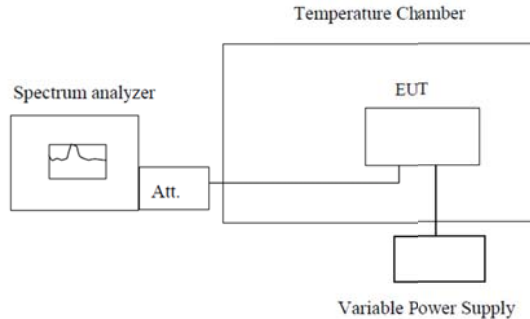 Temperature Chamber
Spectrum analyzer
EUT
Att.
Variable Power Supply